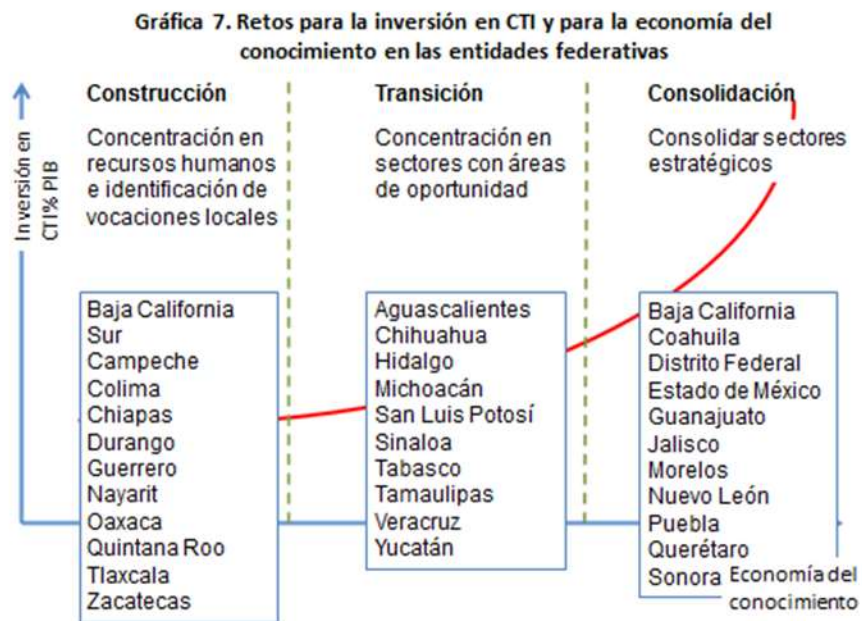 Gráfica 7. Retos para la inversión en CTI y para la economía del
conocimiento en las entidades federativas
Inversión en
CTI% PIB
Construcción
Concentración en
recursos humanos
e identificación de
vocaciones locales
Baja California
Sur
Campeche
Colima
Chiapas
Durango
Guerrero
Nayarit
Oaxaca
Quintana Roo
Tlaxcala
Zacatecas
Transición
Concentración en
sectores con áreas
de oportunidad
Aguascalientes
Chihuahua
Hidalgo
Michoacán
San Luis Potosí
Sinaloa
Tabasco
Tamaulipas
Veracruz
Yucatán
Consolidación
Consolidar sectores
estratégicos
Baja California
Coahuila
Distrito Federal
Estado de México
Guanajuato
Jalisco
Morelos
Nuevo León
Puebla
Querétaro
Sonora
Economía del
conocimiento